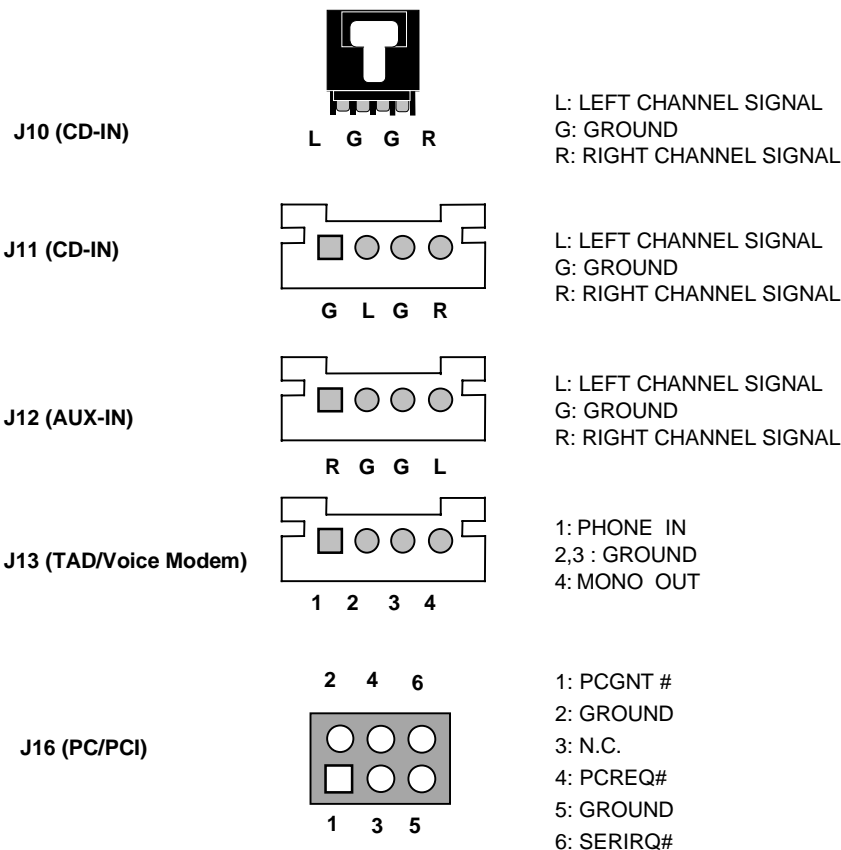 J10 (CD-IN)
L G G R
L: LEFT CHANNEL SIGNAL
G: GROUND
R: RIGHT CHANNEL SIGNAL
J11 (CD-IN)
G L G R
L: LEFT CHANNEL SIGNAL
G: GROUND
R: RIGHT CHANNEL SIGNAL
J12 (AUX-IN)
R G G L
L: LEFT CHANNEL SIGNAL
G: GROUND
R: RIGHT CHANNEL SIGNAL
J13 (TAD/Voice Modem)
1 2 3 4
1: PHONE IN
2,3 : GROUND
4: MONO OUT
J16 (PC/PCI)
2 4 6
1 3 5
1: PCGNT #
2: GROUND
3: N.C.
4: PCREQ#
5: GROUND
6: SERIRQ#